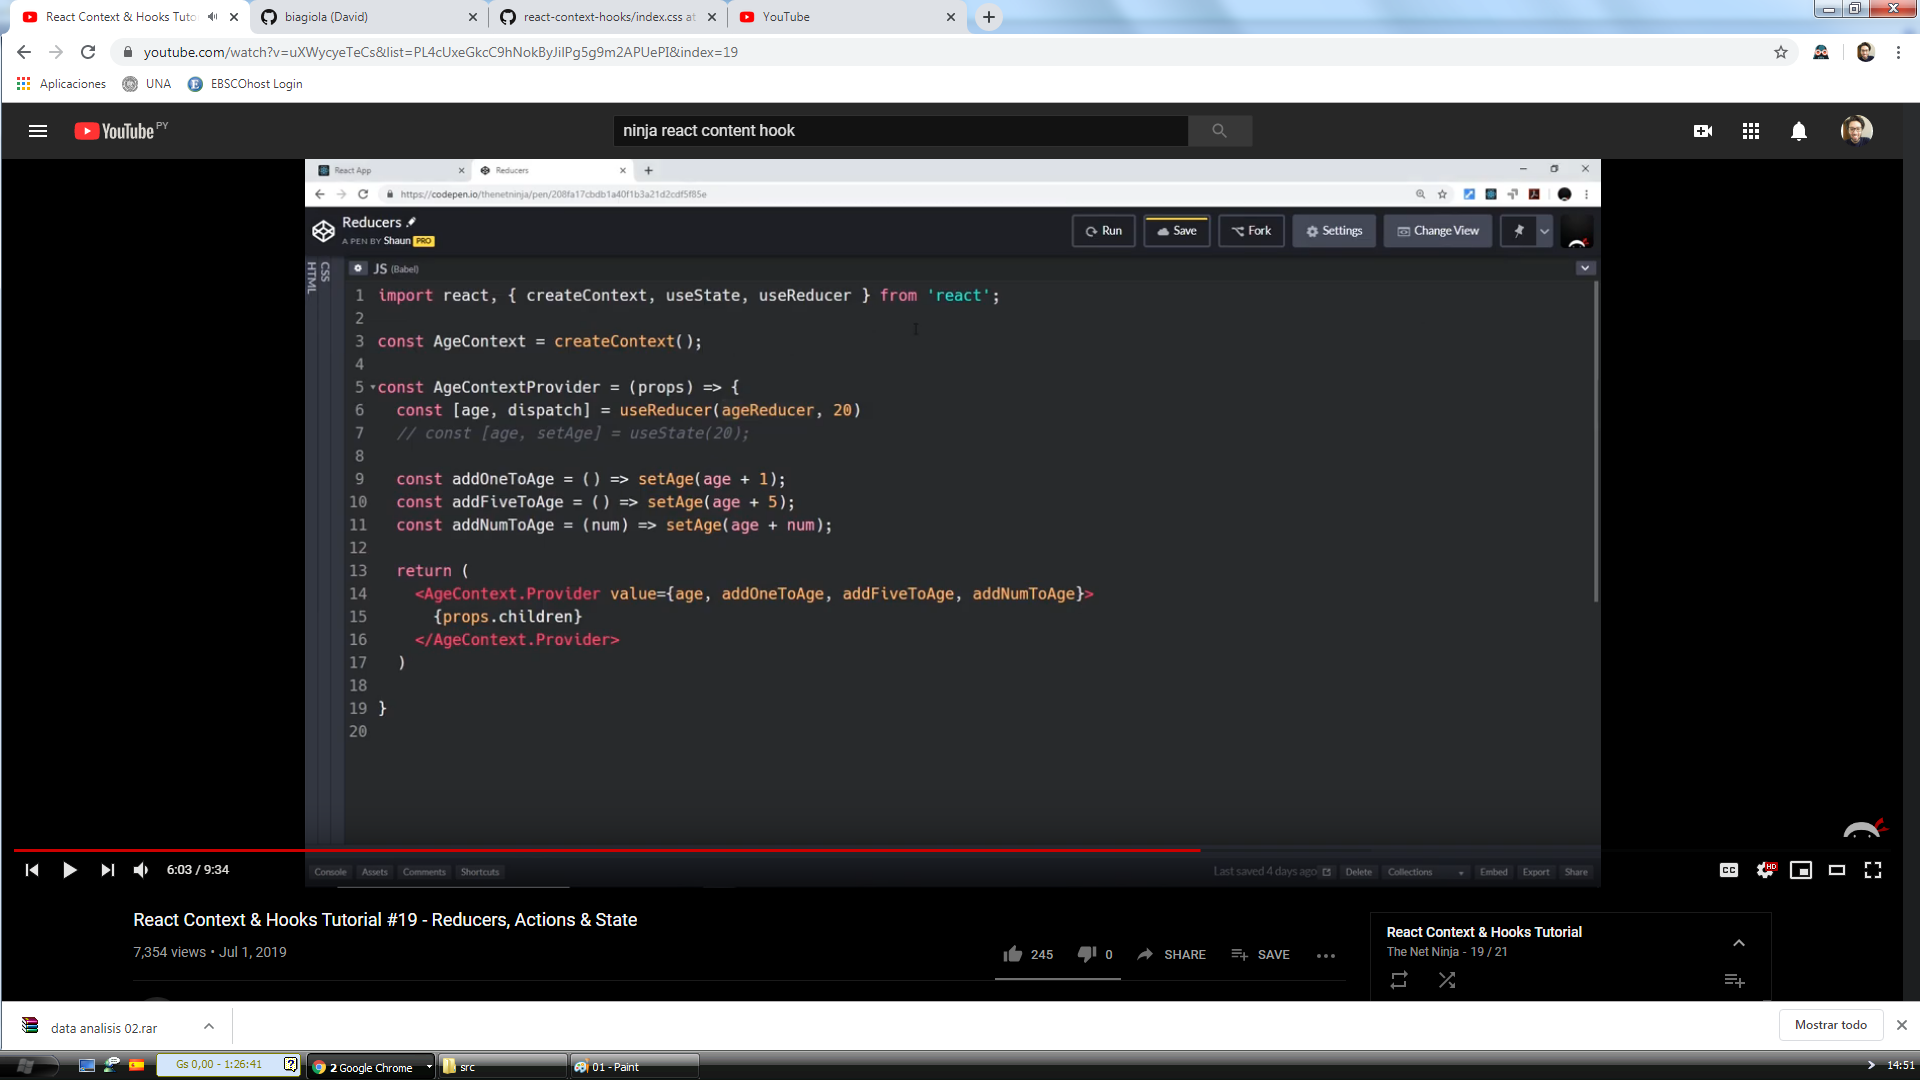 React Context & Hooks Tuto
biagiola (David)
react-context-hooks/index.css at
YouTube
youtube.com/watch?v=uXWycyeTeCs&list=PL4cUxeGkcC9hNokByJilPg5g9m2APUePI&index=19
Aplicaciones
UNA
EBSCOhost Login
YouTube PY
ninja react content hook
React App
Reducers
https://codepen.io/thenetninja/pen/208fa17cbdb1a40f1b3a21d2cdf5f85e
Reducers
A PEN BY Shaun PRO
Run
Save
Fork
Settings
Change View
HTML
CSS
JS (Babel)
1 import react, { createContext, useState, useReducer } from 'react';
2
3 const AgeContext = createContext();
4
5 const AgeContextProvider = (props) => {
6 const [age, dispatch] = useReducer(ageReducer, 20)
7 // const [age, setAge] = useState(20);
8
9 const addOneToAge = () => setAge(age + 1);
10 const addFiveToAge = () => setAge(age + 5);
11 const addNumToAge = (num) => setAge(age + num);
12
13 return (
14 <AgeContext.Provider value={age, addOneToAge, addFiveToAge, addNumToAge}>
15 {props.children}
16 </AgeContext.Provider>
17 )
18
19 }
20
6:03 / 9:34
Console
Assets
Comments
Shortcuts
Last saved 4 days ago
Delete
Collections
Embed
Export
Share
CC
HD
React Context & Hooks Tutorial #19 - Reducers, Actions & State
7,354 views • Jul 1, 2019
245
0
SHARE
SAVE
React Context & Hooks Tutorial
The Net Ninja - 19 / 21
data analisis 02.rar
Mostrar todo
Gs 0,00 - 1:26:41
2 Google Chrome
src
01 - Paint
14:51